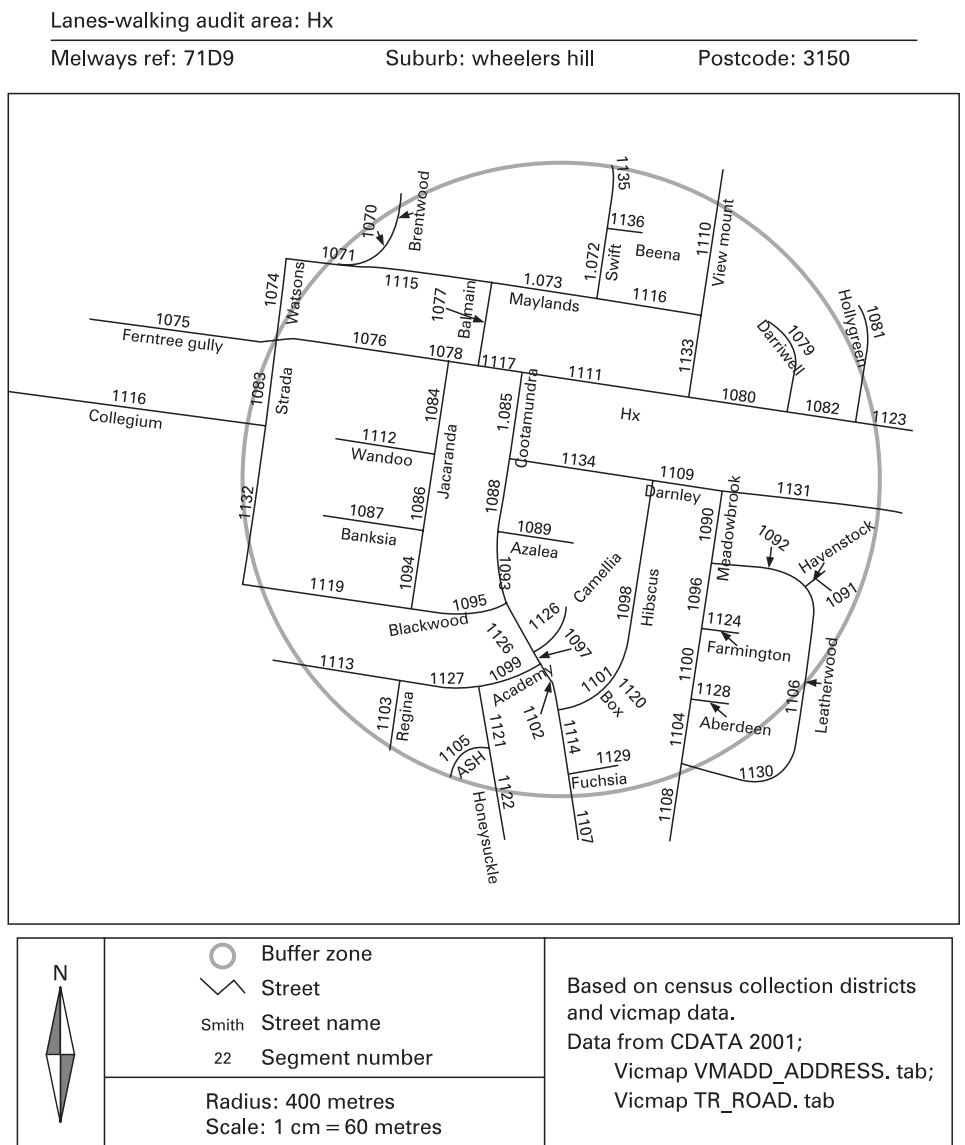 Lanes-walking audit area: Hx
Melways ref: 71D9 Suburb: wheelers hill Postcode: 3150
1135
1070
Brentwood
1136
1110
View mount
Beena
1071
1.072
Swift
1074
Watsons
1115
1077
Balmain
1.073
Maylands
1116
Hollygreen
1081
1075
Ferntree gully
1076
1078
1117
1111
1133
Darriwell
1079
1080
1082
1123
1116
Collegium
1083
Strada
1084
1.085
Cootamundra
Hx
1112
Wandoo
Jacaranda
1134
1109
Darnley
1131
1132
1087
Banksia
1086
1088
1089
Azalea
1090
Meadowbrook
1092
Havenstock
1091
1094
1093
Camellia
1098
Hibiscus
1096
1119
1095
Blackwood
1126
1126
1097
1124
Farmington
1113
1127
1099
Academy
1101
1120
Box
1100
1103
Regina
1121
1102
1128
Aberdeen
1106
Leatherwood
1105
ASH
1114
1129
Fuchsia
1104
1130
1122
Honeysuckle
1107
1108
N
Buffer zone
Street
Smith Street name
22 Segment number
Radius: 400 metres
Scale: 1 cm = 60 metres
Based on census collection districts
and vicmap data.
Data from CDATA 2001;
Vicmap VMADD_ADDRESS. tab;
Vicmap TR_ROAD. tab